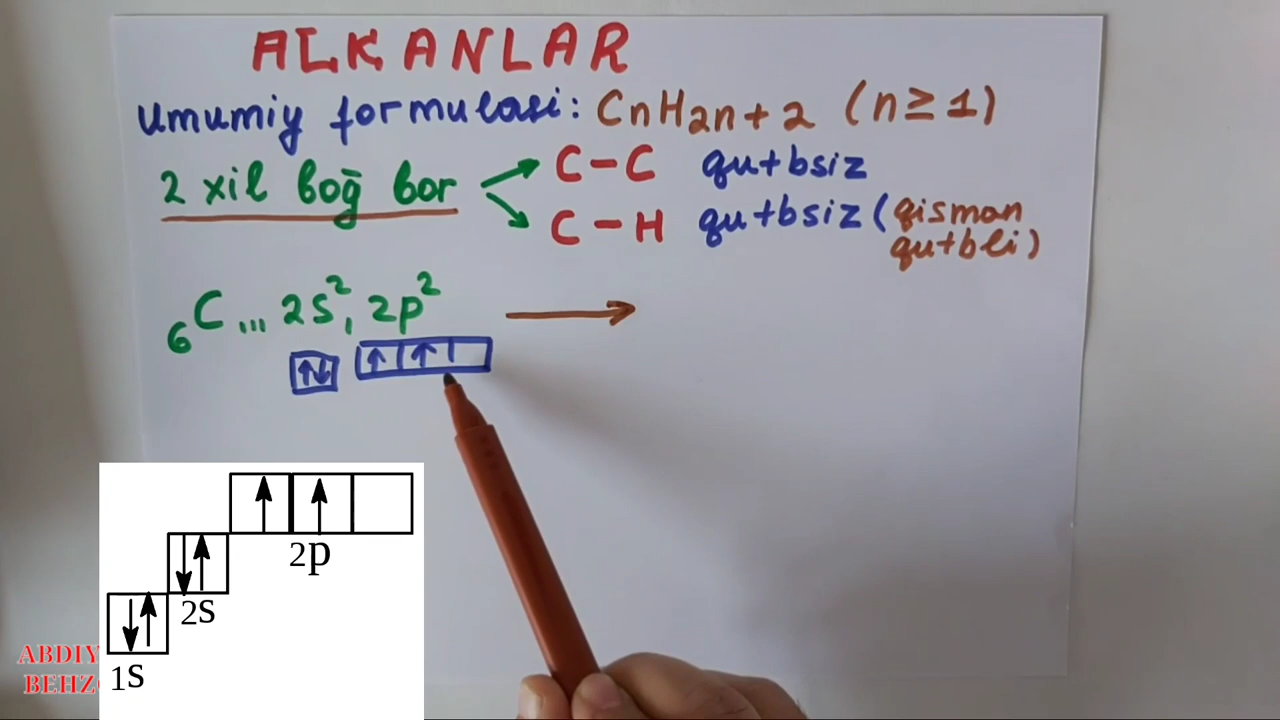 ALKANLAR
Umumiy formulasi: CnH2n+2 (n≥1)
2 xil boḡ bor
C-C qutbsiz
C-H qutbsiz (qisman
qutbli)
6C... 2s², 2p²
2p
2s
1s
ABDIY
BEHZ